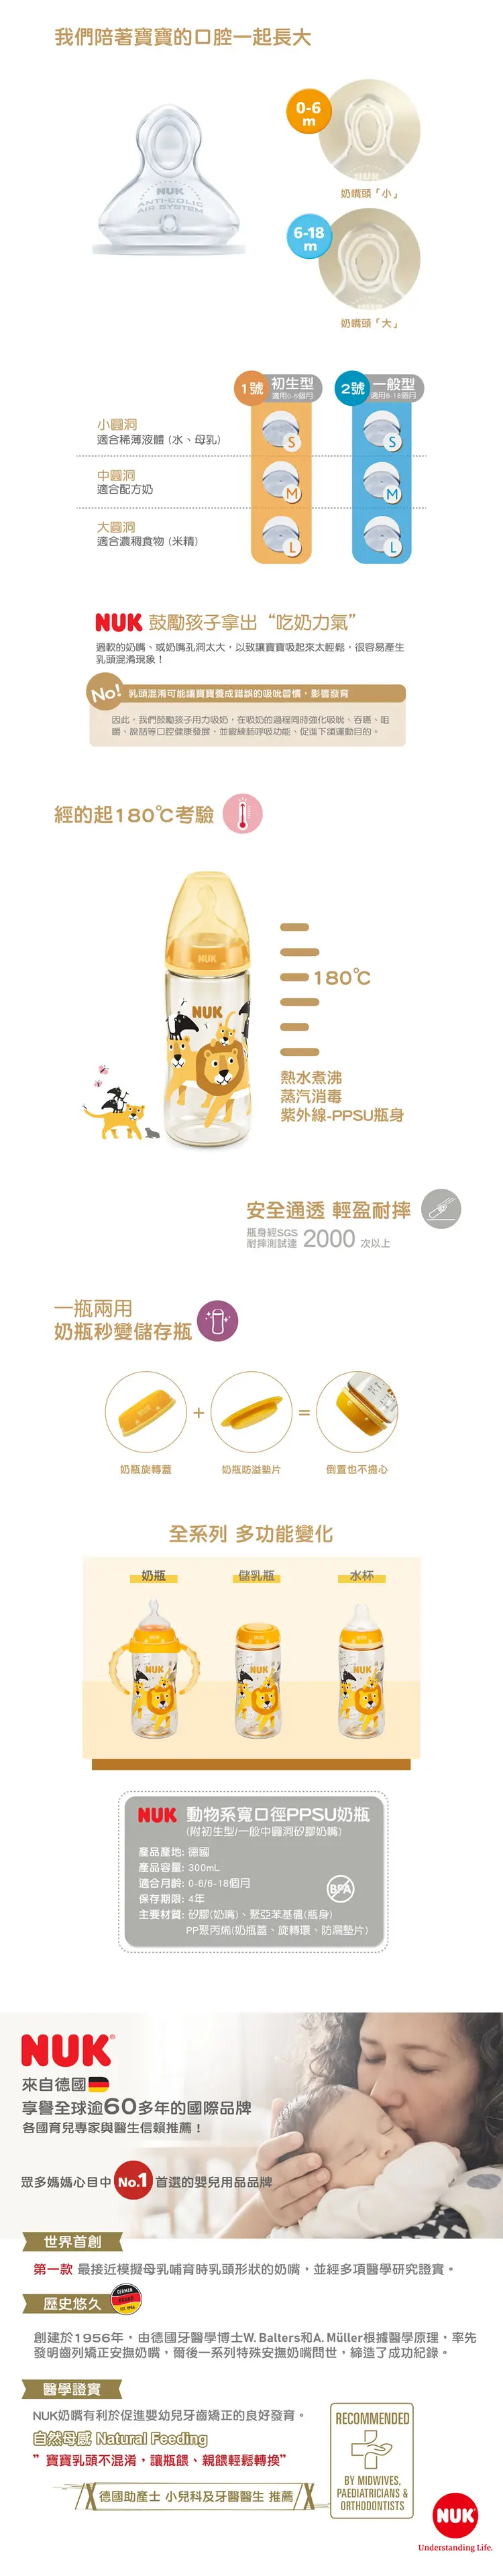 我們陪著寶寶的口腔一起長大
NUK
ANTI-COLIC
AIR SYSTEM
0-6
m
奶嘴頭「小」
6-18
m
奶嘴頭「大」
1號 初生型
適用0-6個月
2號 一般型
適用6-18個月
小圓洞
適合稀薄液體 (水、母乳)
S
S
中圓洞
適合配方奶
M
M
大圓洞
適合濃稠食物 (米精)
L
L
NUK 鼓勵孩子拿出“吃奶力氣”
過軟的奶嘴、或奶嘴孔洞太大，以致讓寶寶吸起來太輕鬆，很容易產生
乳頭混淆現象！
No! 乳頭混淆可能讓寶寶養成錯誤的吸吮習慣，影響發育
因此，我們鼓勵孩子用力吸奶，在吸奶的過程同時強化吸吮、吞嚥、咀
嚼、說話等口腔健康發展，並鍛鍊肺呼吸功能、促進下頜運動目的。
經的起180℃考驗
NUK
NUK
180℃
熱水煮沸
蒸汽消毒
紫外線-PPSU瓶身
安全通透 輕盈耐摔
瓶身經SGS
耐摔測試達 2000 次以上
一瓶兩用
奶瓶秒變儲存瓶
+
=
奶瓶旋轉蓋
奶瓶防溢墊片
倒置也不擔心
全系列 多功能變化
奶瓶
儲乳瓶
水杯
NUK
NUK
NUK
NUK 動物系寬口徑PPSU奶瓶
(附初生型/一般中圓洞矽膠奶嘴)
產品產地: 德國
產品容量: 300mL
適合月齡: 0-6/6-18個月
保存期限: 4年
主要材質: 矽膠(奶嘴)、聚亞苯基碸(瓶身)
PP聚丙烯(奶瓶蓋、旋轉環、防漏墊片)
BPA
NUK®
來自德國
享譽全球逾60多年的國際品牌
各國育兒專家與醫生信賴推薦！
眾多媽媽心目中 No.1 首選的嬰兒用品品牌
世界首創
第一款 最接近模擬母乳哺育時乳頭形狀的奶嘴，並經多項醫學研究證實。
歷史悠久
GERMAN
BRAND
EST. 1956
創建於1956年，由德國牙醫學博士W. Balters和A. Müller根據醫學原理，率先
發明齒列矯正安撫奶嘴，爾後一系列特殊安撫奶嘴問世，締造了成功紀錄。
醫學證實
NUK奶嘴有利於促進嬰幼兒牙齒矯正的良好發育。
自然母感 Natural Feeding
”寶寶乳頭不混淆，讓瓶餵、親餵輕鬆轉換”
德國助產士 小兒科及牙醫醫生 推薦
RECOMMENDED
BY MIDWIVES,
PAEDIATRICIANS &
ORTHODONTISTS
NUK
Understanding Life.